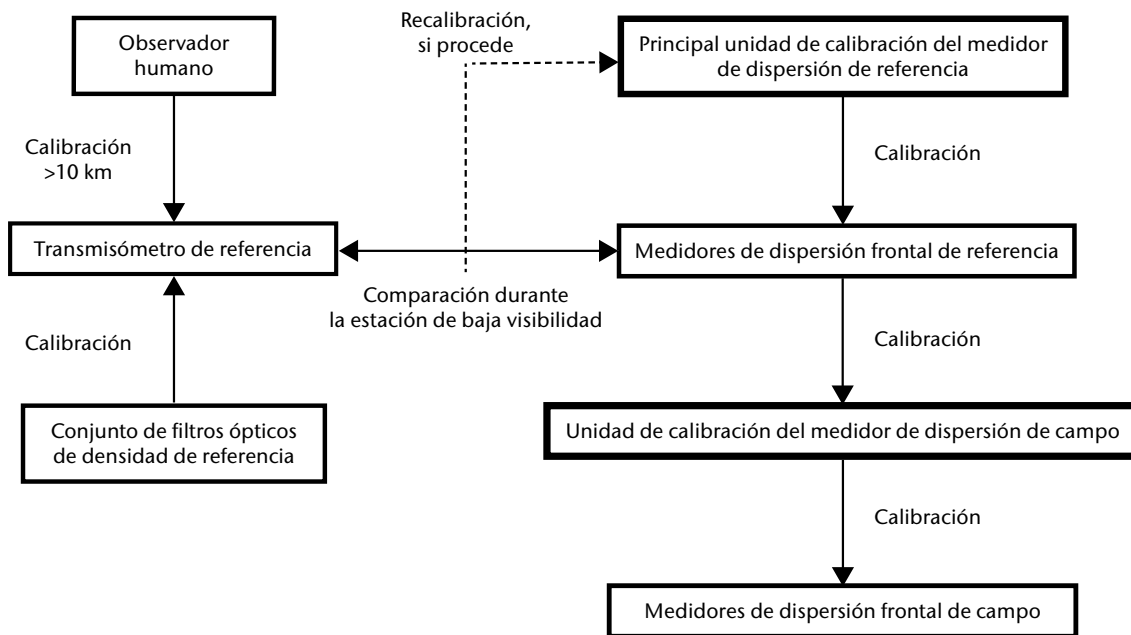 Observador
humano
Recalibración,
si procede
Principal unidad de calibración del medidor
de dispersión de referencia
Calibración
>10 km
Calibración
Transmisómetro de referencia
Medidores de dispersión frontal de referencia
Comparación durante
la estación de baja visibilidad
Calibración
Calibración
Conjunto de filtros ópticos
de densidad de referencia
Unidad de calibración del medidor de dispersión de campo
Calibración
Medidores de dispersión frontal de campo